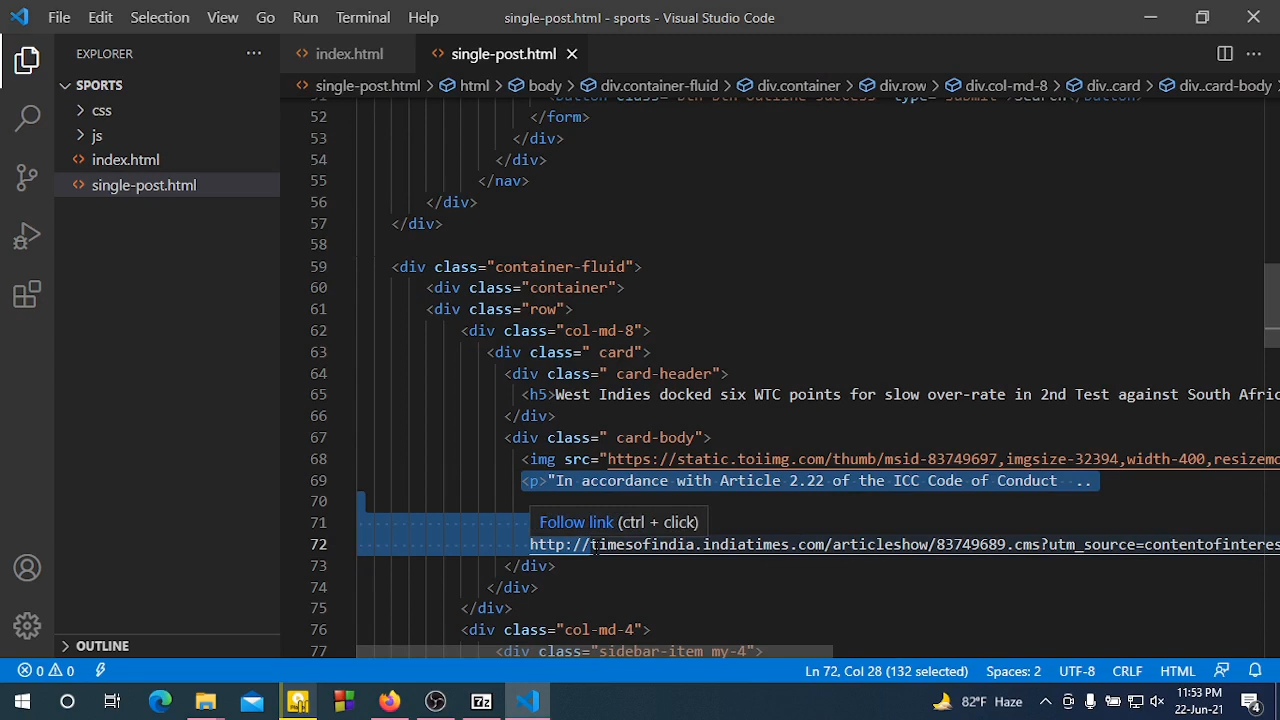 File Edit Selection View Go Run Terminal Help single-post.html - sports - Visual Studio Code
EXPLORER ···
index.html single-post.html
single-post.html > html > body > div.container-fluid > div.container > div.row > div.col-md-8 > div..card > div..card-body >
SPORTS
css
js
index.html
single-post.html
52 </form>
53 </div>
54 </div>
55 </nav>
56 </div>
57 </div>
58
59 <div class="container-fluid">
60 <div class="container">
61 <div class="row">
62 <div class="col-md-8">
63 <div class=" card">
64 <div class=" card-header">
65 <h5>West Indies docked six WTC points for slow over-rate in 2nd Test against South Afric
66 </div>
67 <div class=" card-body">
68 <img src="https://static.toiimg.com/thumb/msid-83749697,imgsize-32394,width-400,resizemo
69 <p>"In accordance with Article 2.22 of the ICC Code of Conduct ..
70
71
Follow link (ctrl + click)
72 http://timesofindia.indiatimes.com/articleshow/83749689.cms?utm_source=contentofinteres
73 </div>
74 </div>
75 </div>
76 <div class="col-md-4">
77 <div class="sidebar-item my-4">
OUTLINE
0 0 Ln 72, Col 28 (132 selected) Spaces: 2 UTF-8 CRLF HTML
82°F Haze 11:53 PM
22-Jun-21
4